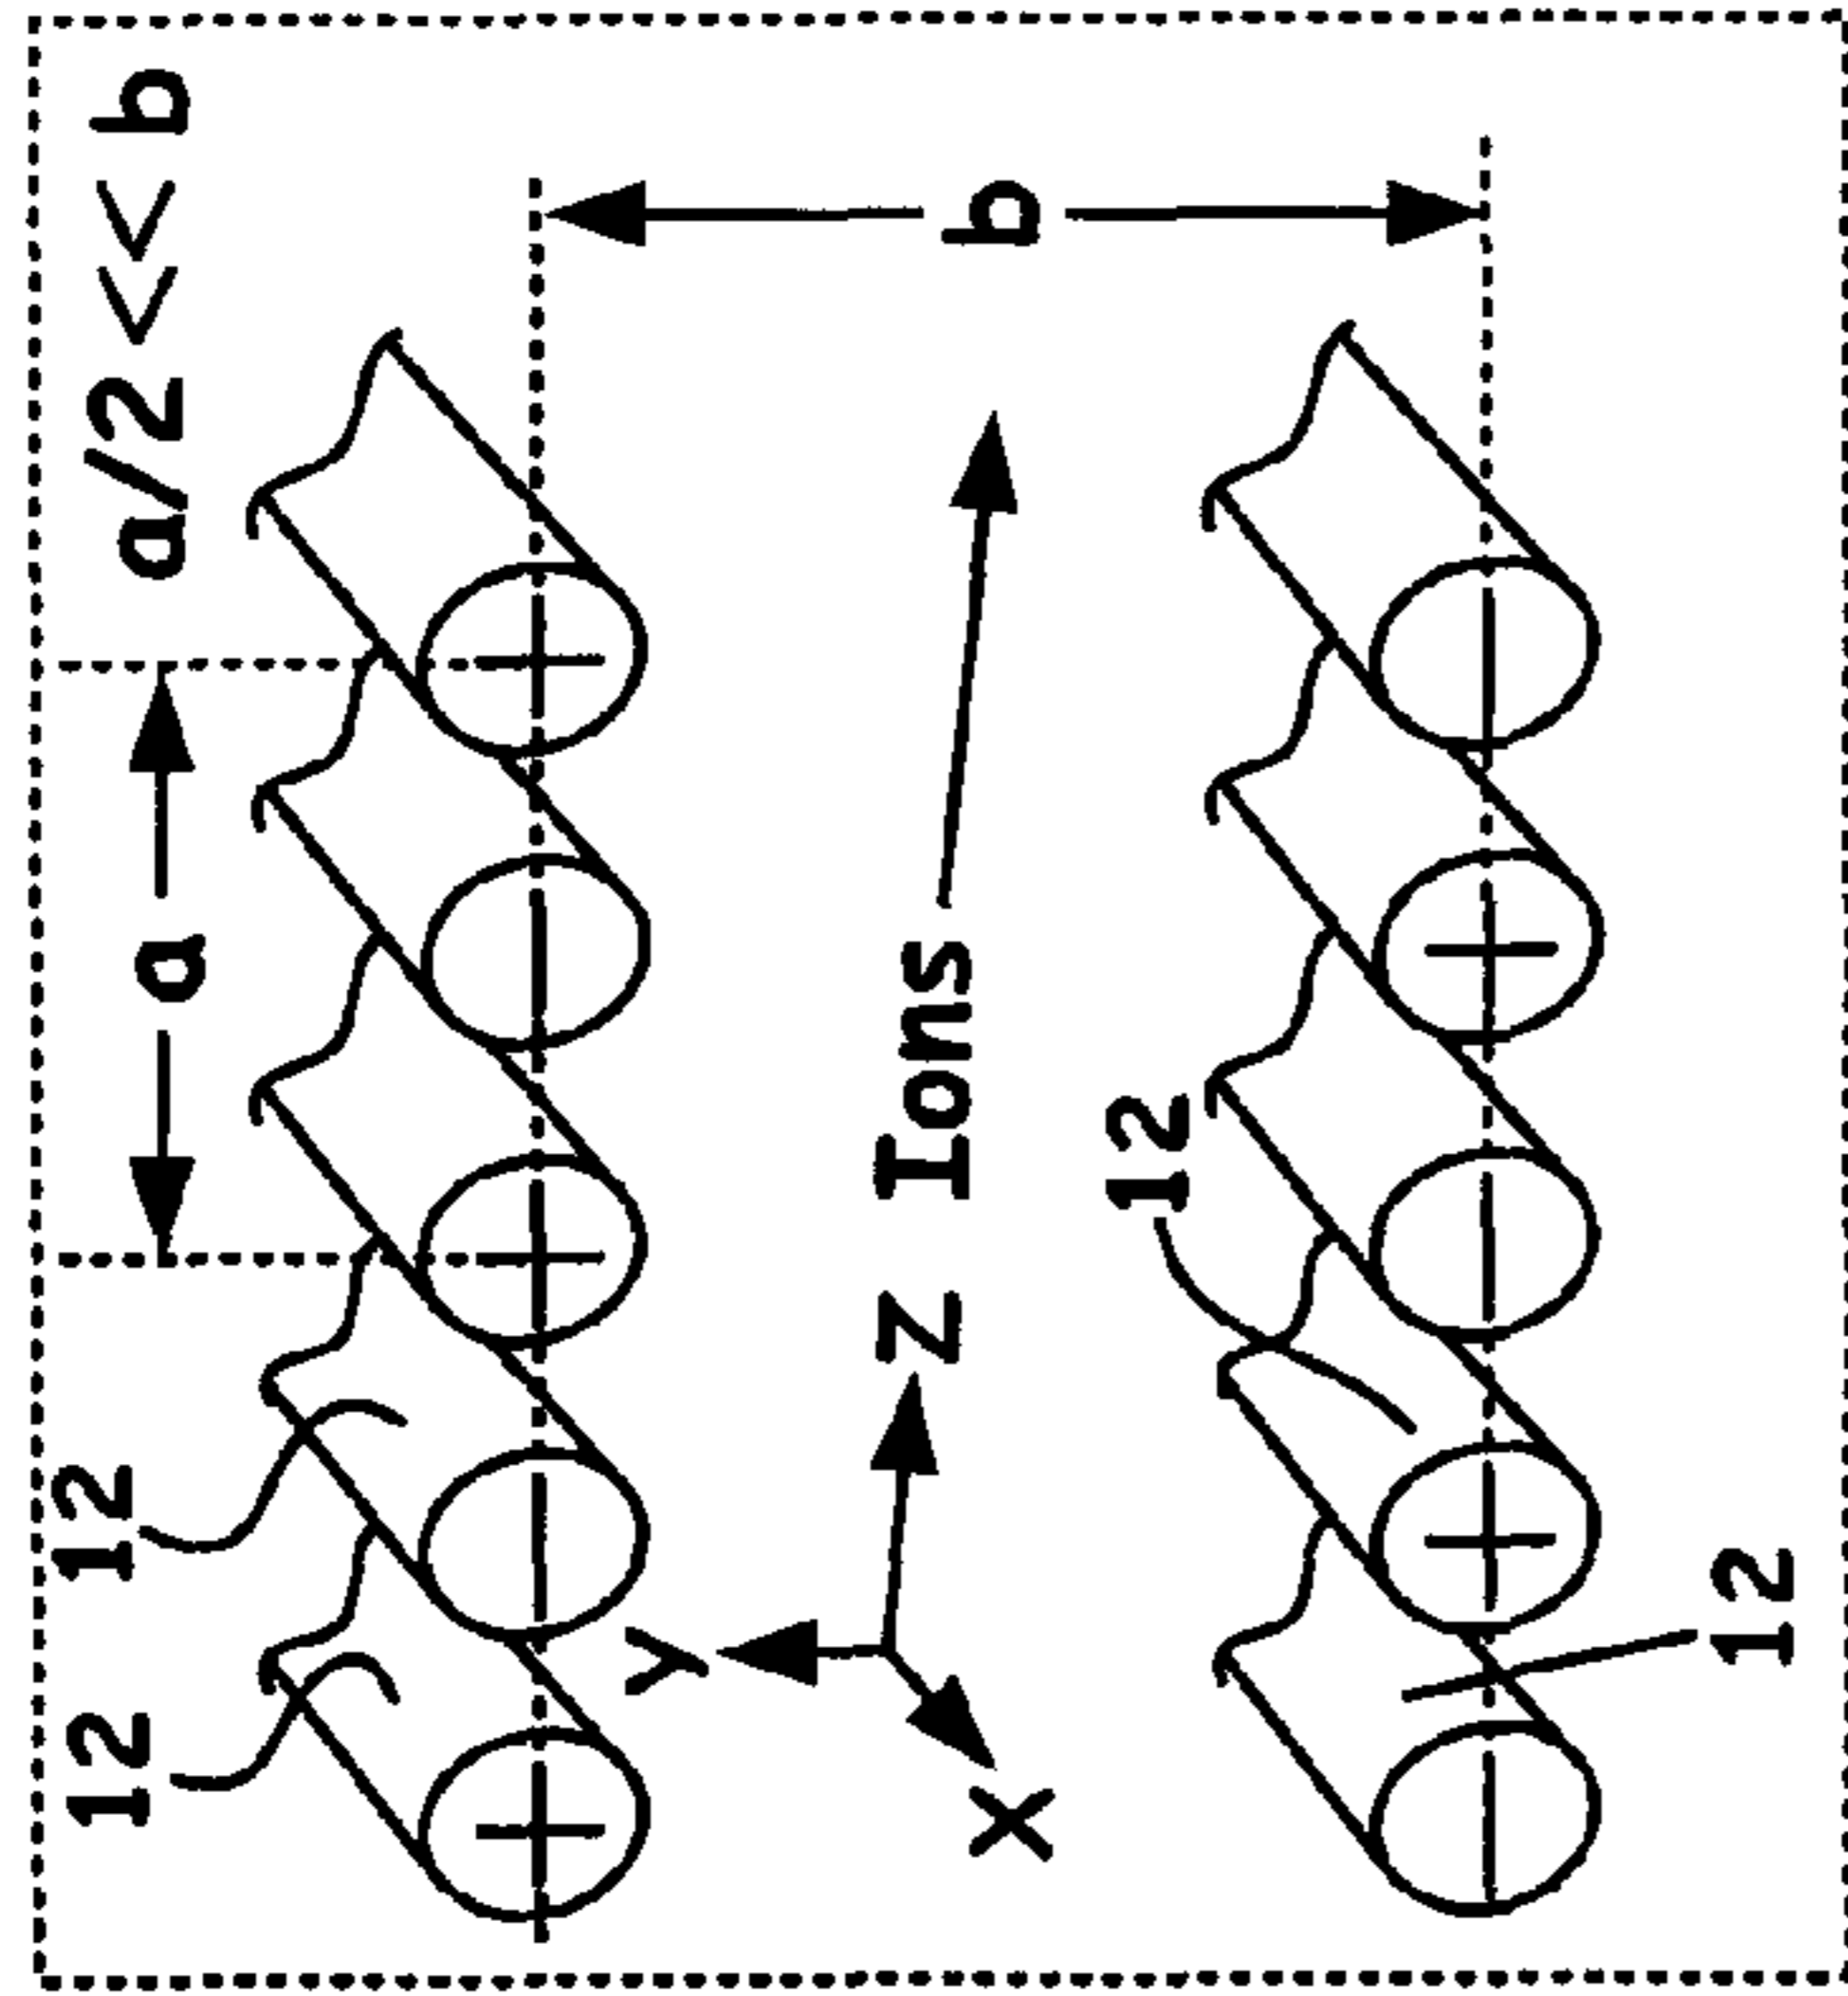 12 12 a a/2 << b
+ − + − +
y
Z Ions b
X
12
− + − + −
12